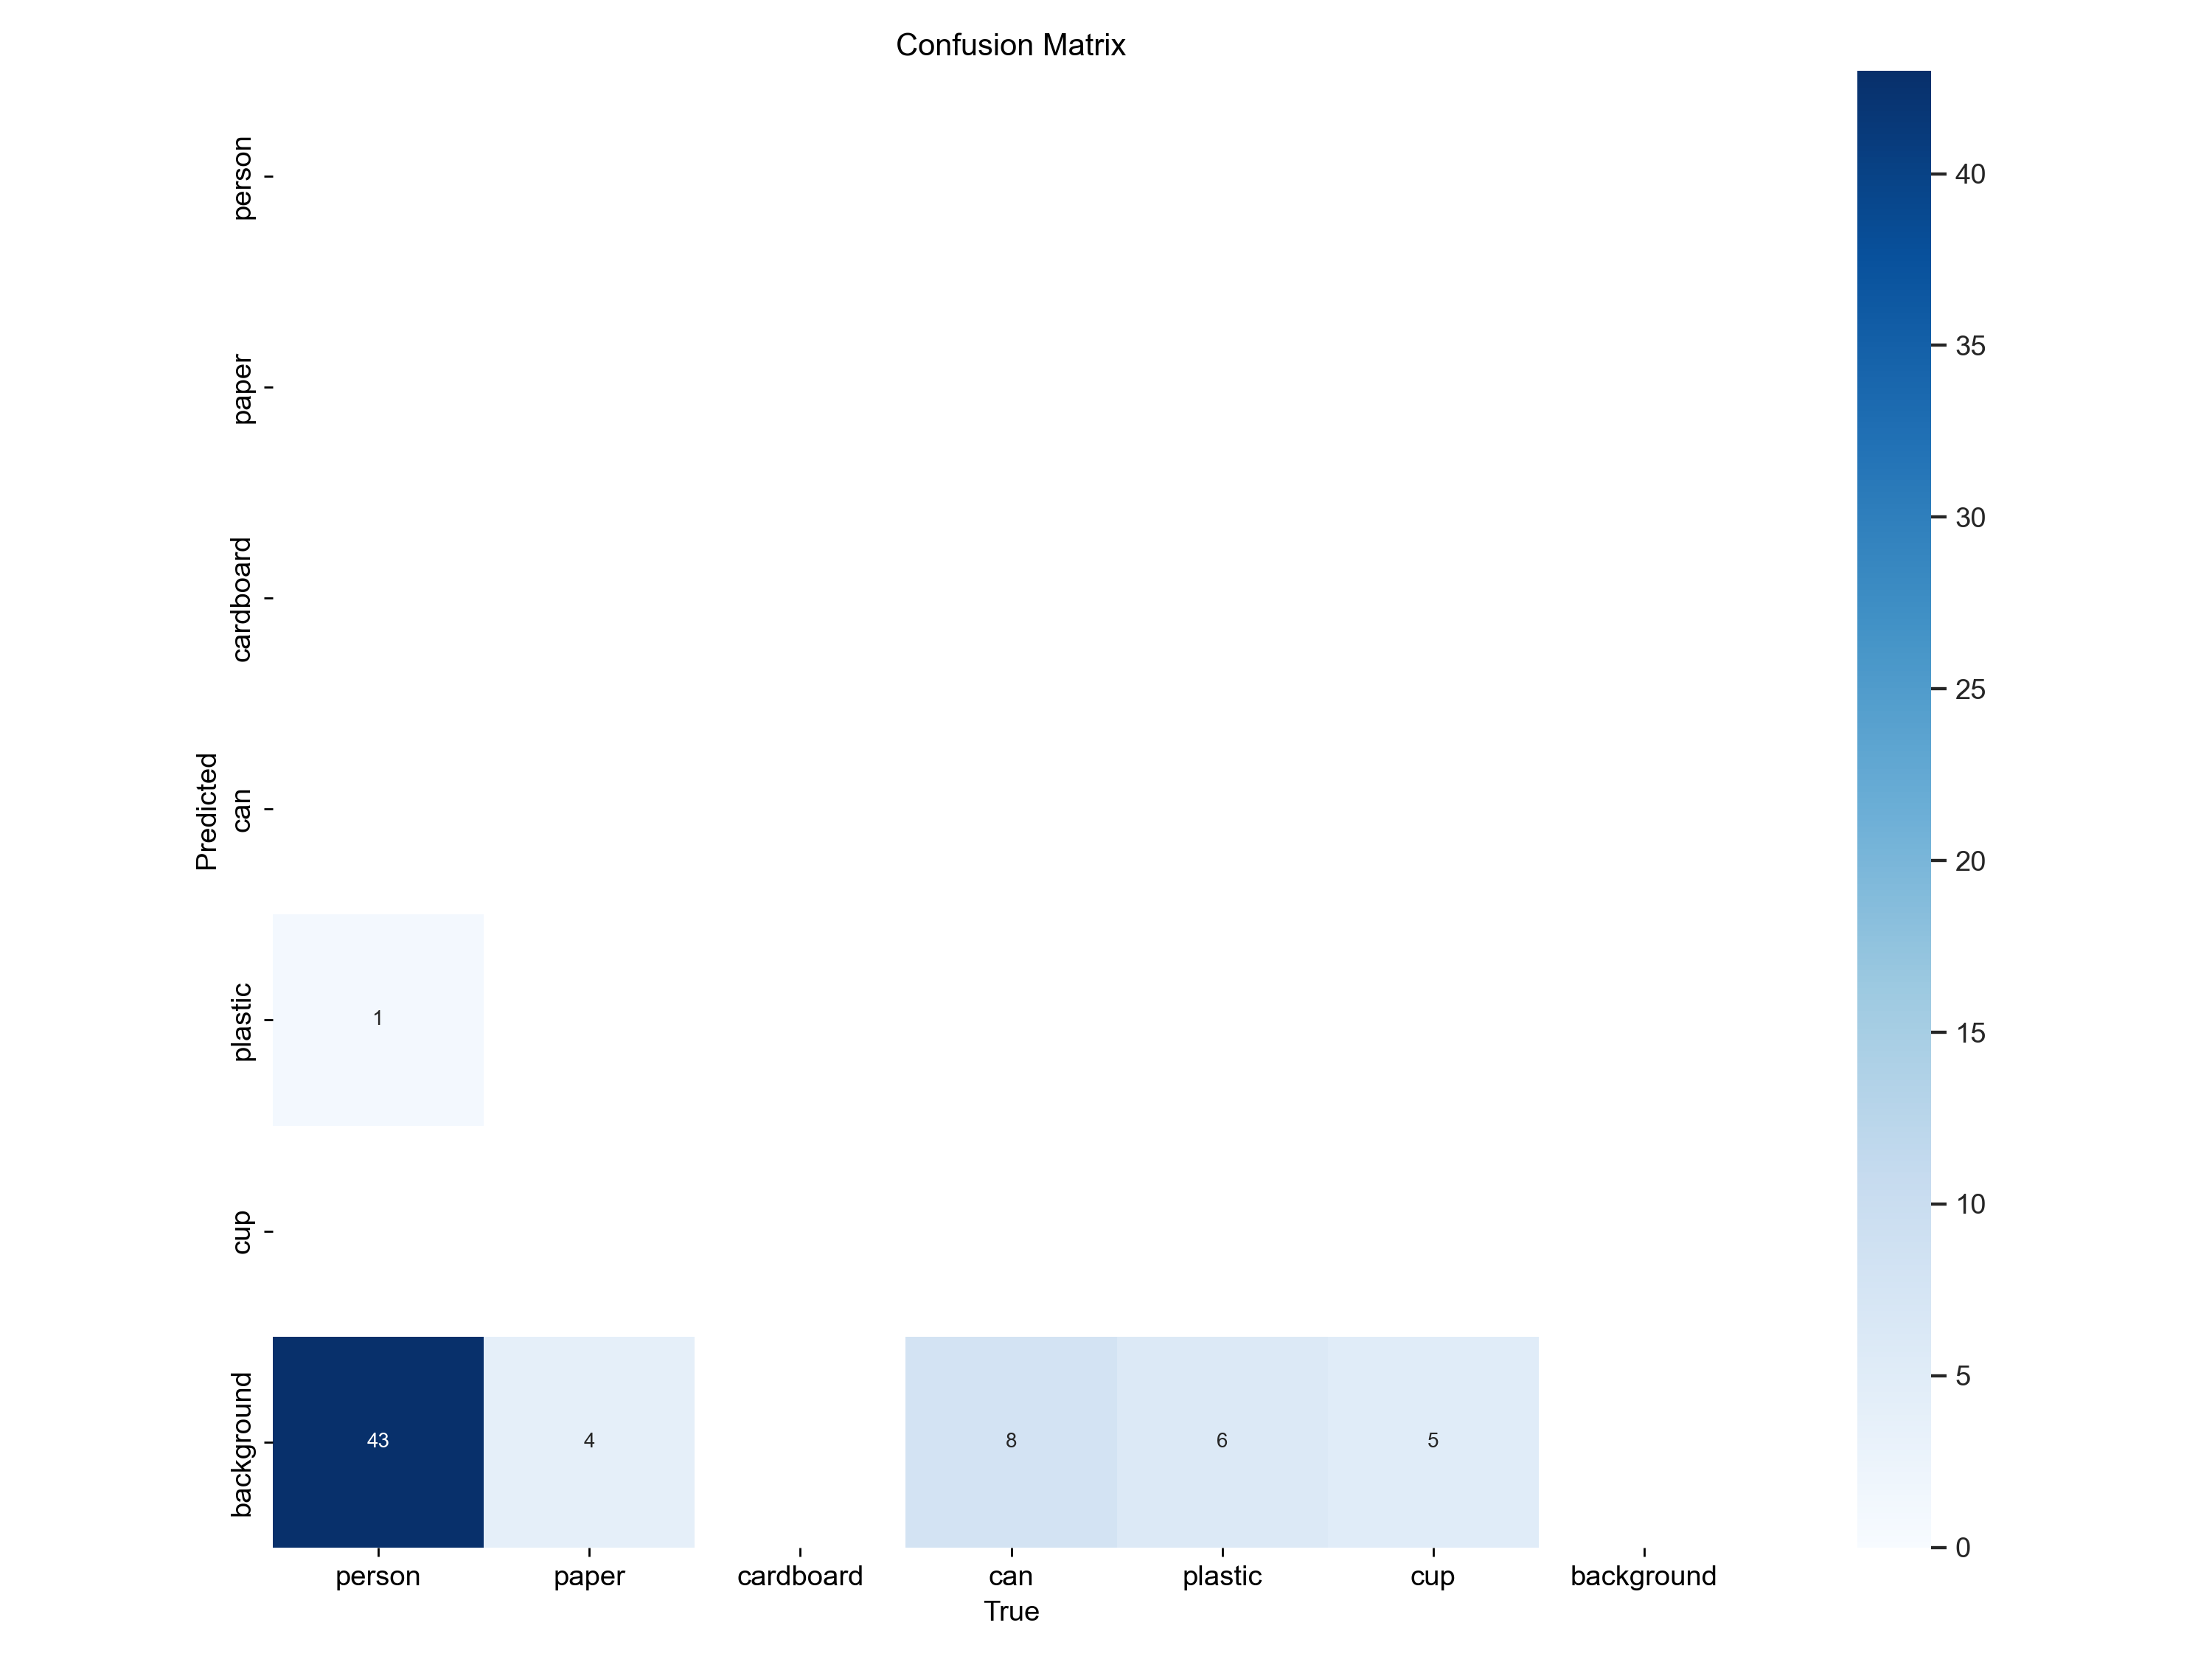 Confusion Matrix
person
paper
cardboard
can
plastic
cup
background
Predicted
1
43 4 8 6 5
person paper cardboard can plastic cup background
True
40
35
30
25
20
15
10
5
0